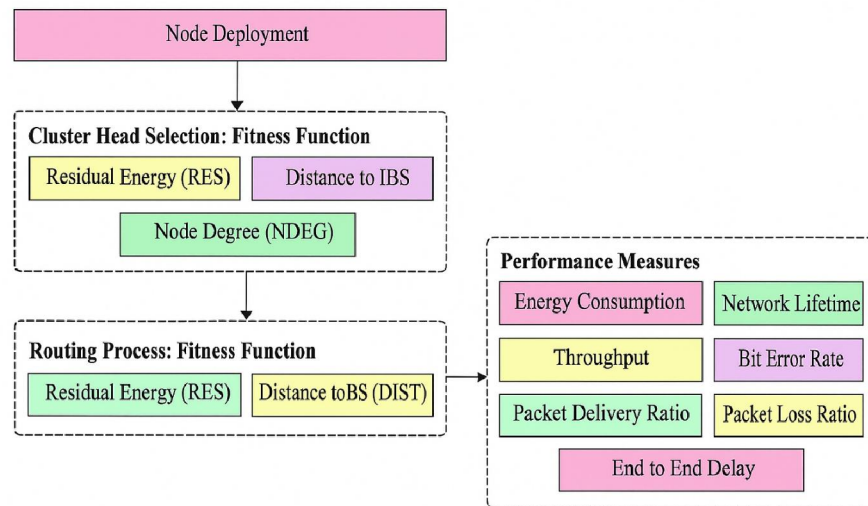 Node Deployment
Cluster Head Selection: Fitness Function
Residual Energy (RES)
Distance to IBS
Node Degree (NDEG)
Routing Process: Fitness Function
Residual Energy (RES)
Distance toBS (DIST)
Performance Measures
Energy Consumption
Network Lifetime
Throughput
Bit Error Rate
Packet Delivery Ratio
Packet Loss Ratio
End to End Delay